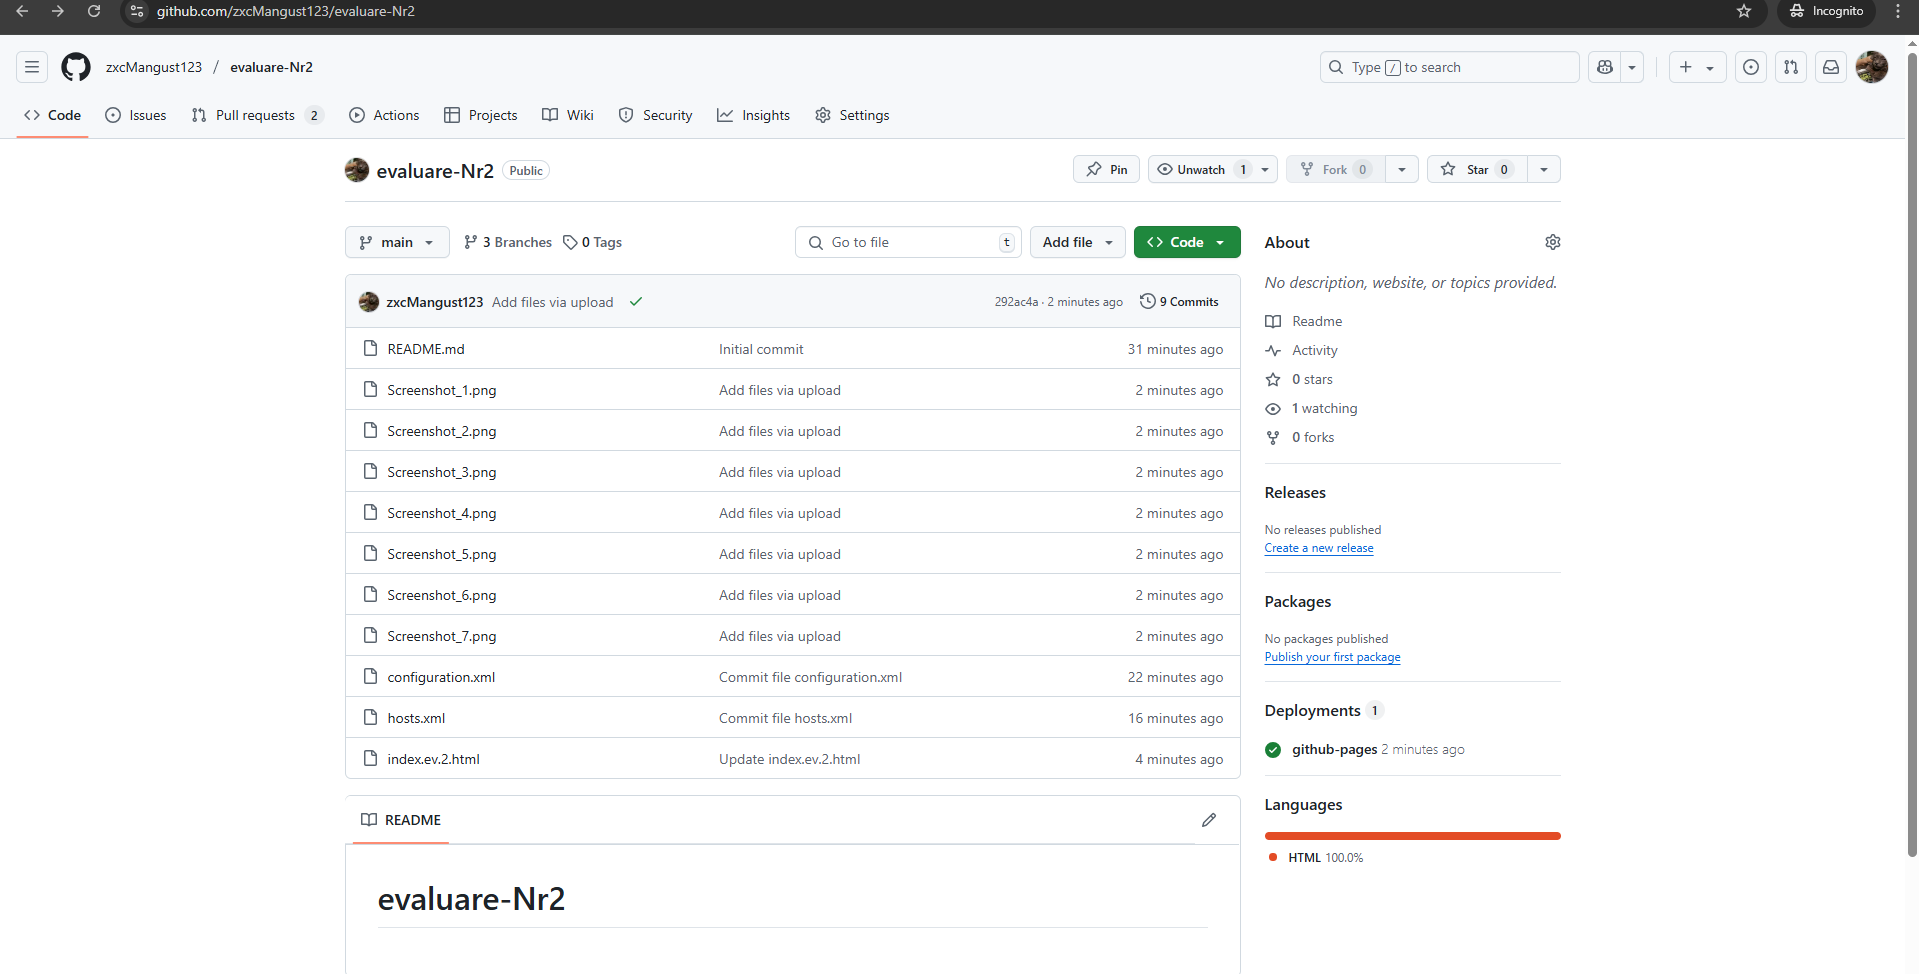 github.com/zxcMangust123/evaluare-Nr2
Incognito
zxcMangust123 / evaluare-Nr2
Type / to search
Code Issues Pull requests 2 Actions Projects Wiki Security Insights Settings
evaluare-Nr2 Public
Pin Unwatch 1 Fork 0 Star 0
main 3 Branches 0 Tags
Go to file t Add file Code
zxcMangust123 Add files via upload 292ac4a · 2 minutes ago 9 Commits
README.md Initial commit 31 minutes ago
Screenshot_1.png Add files via upload 2 minutes ago
Screenshot_2.png Add files via upload 2 minutes ago
Screenshot_3.png Add files via upload 2 minutes ago
Screenshot_4.png Add files via upload 2 minutes ago
Screenshot_5.png Add files via upload 2 minutes ago
Screenshot_6.png Add files via upload 2 minutes ago
Screenshot_7.png Add files via upload 2 minutes ago
configuration.xml Commit file configuration.xml 22 minutes ago
hosts.xml Commit file hosts.xml 16 minutes ago
index.ev.2.html Update index.ev.2.html 4 minutes ago
README
evaluare-Nr2
About
No description, website, or topics provided.
Readme
Activity
0 stars
1 watching
0 forks
Releases
No releases published
Create a new release
Packages
No packages published
Publish your first package
Deployments 1
github-pages 2 minutes ago
Languages
HTML 100.0%